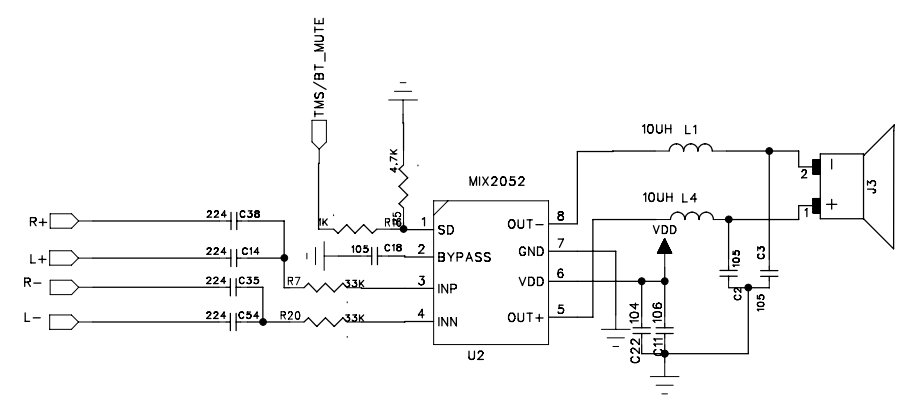 TMS/BT_MUTE
4.7K
10UH L1
MIX2052
2 -
J3
10UH L4
R+ 224 C38
1K
1 SD
OUT- 8
VDD
1 +
L+ 224 C14
105 C18
2 BYPASS
GND 7
R- 224 C35
R7 33K
3 INP
VDD 6
105 C3
L- 224 C54
R20 33K
4 INN
OUT+ 5
104 106
C2 105
C22 C11
U2